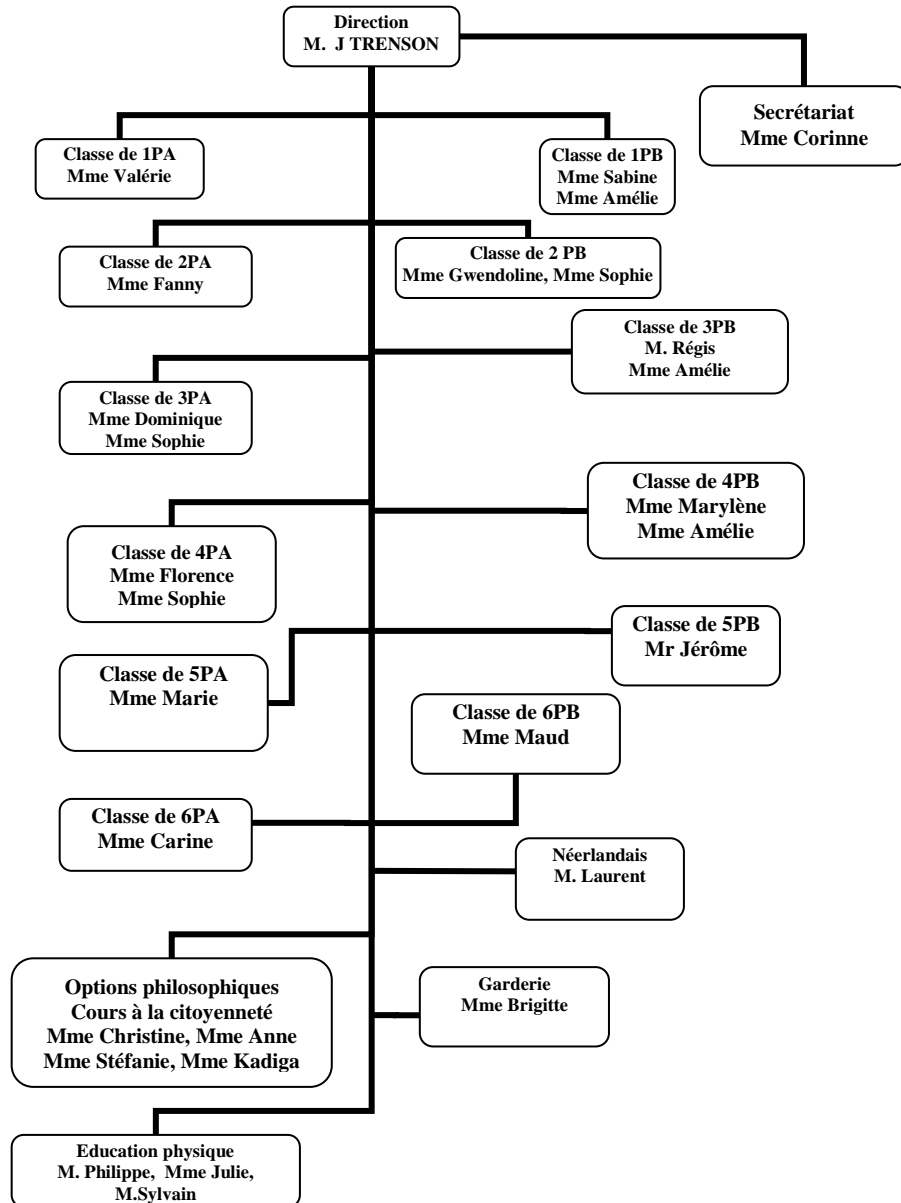 Direction
M. J TRENSON
Secrétariat
Mme Corinne
Classe de 1PA
Mme Valérie
Classe de 1PB
Mme Sabine
Mme Amélie
Classe de 2PA
Mme Fanny
Classe de 2 PB
Mme Gwendoline, Mme Sophie
Classe de 3PB
M. Régis
Mme Amélie
Classe de 3PA
Mme Dominique
Mme Sophie
Classe de 4PB
Mme Marylène
Mme Amélie
Classe de 4PA
Mme Florence
Mme Sophie
Classe de 5PB
Mr Jérôme
Classe de 5PA
Mme Marie
Classe de 6PB
Mme Maud
Classe de 6PA
Mme Carine
Néerlandais
M. Laurent
Options philosophiques
Cours à la citoyenneté
Mme Christine, Mme Anne
Mme Stéfanie, Mme Kadiga
Garderie
Mme Brigitte
Education physique
M. Philippe, Mme Julie,
M.Sylvain